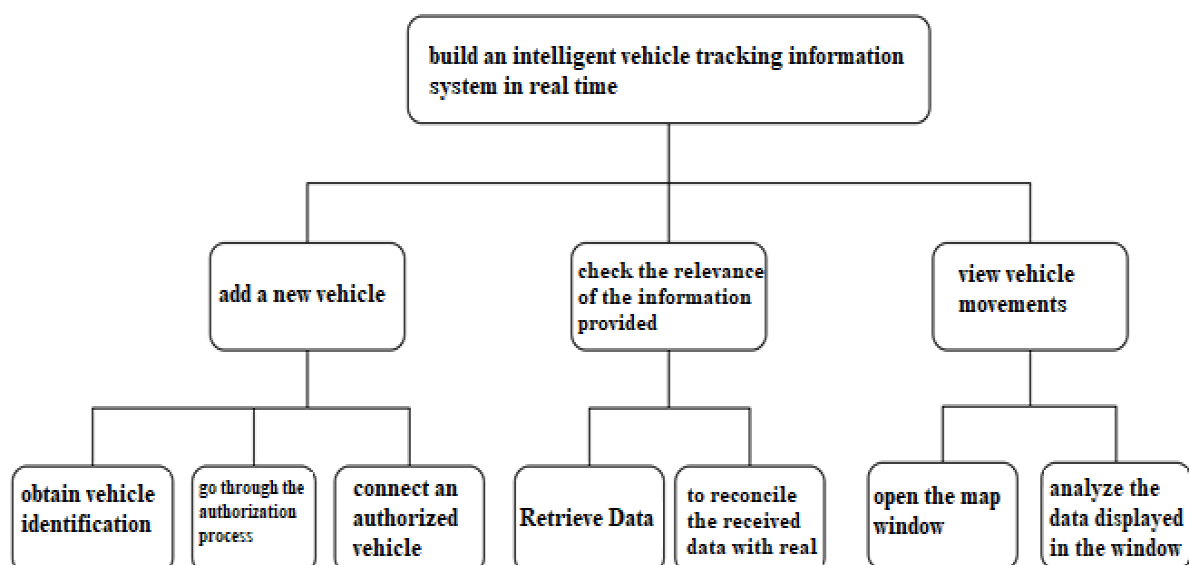 build an intelligent vehicle tracking information
system in real time
add a new vehicle
check the relevance
of the information
provided
view vehicle
movements
obtain vehicle
identification
go through the
authorization
process
connect an
authorized
vehicle
Retrieve Data
to reconcile
the received
data with real
open the map
window
analyze the
data displayed
in the window